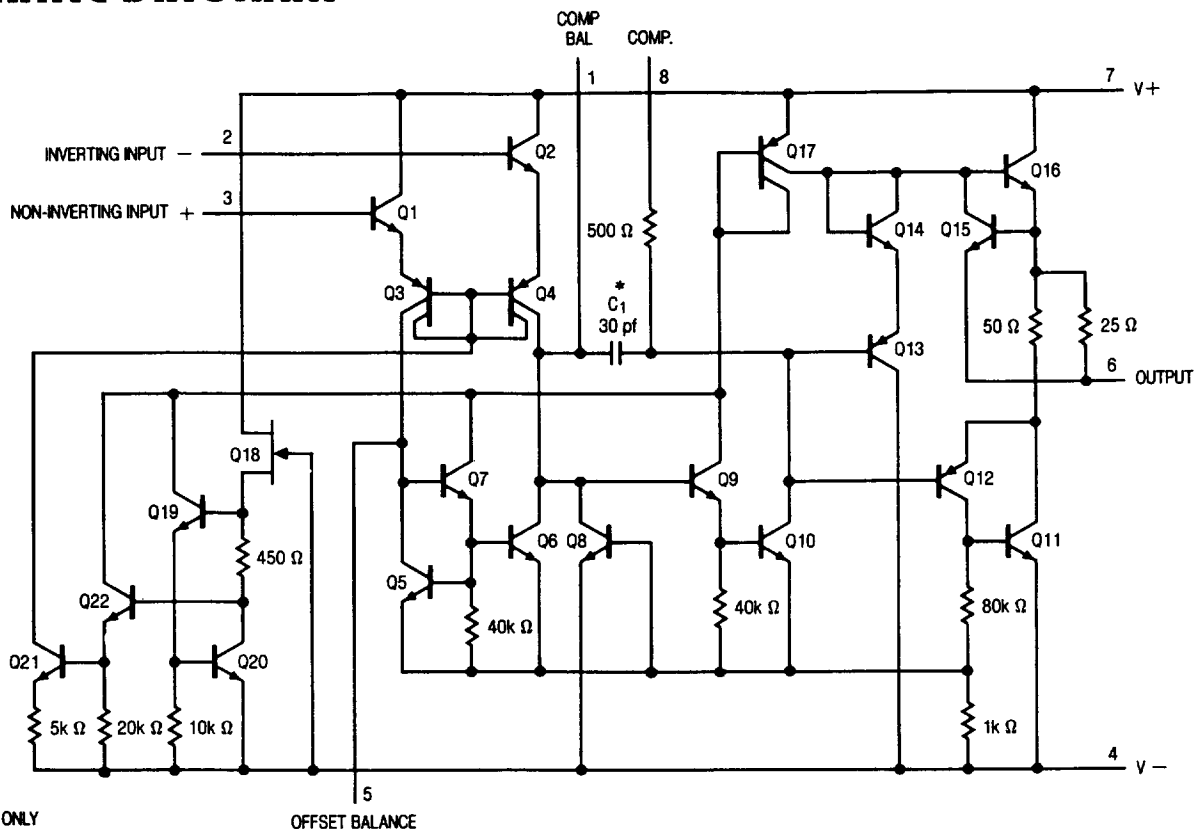 COMP
BAL
COMP.
1
8
7
V+
2
INVERTING INPUT −
Q2
Q17
Q16
3
NON-INVERTING INPUT +
Q1
500 Ω
Q14
Q15
Q3
Q4
*
C1
30 pf
50 Ω
25 Ω
Q13
6
OUTPUT
Q18
Q7
Q9
Q12
Q19
450 Ω
Q6
Q8
Q10
Q11
Q5
Q22
40k Ω
40k Ω
80k Ω
Q21
Q20
5k Ω
20k Ω
10k Ω
1k Ω
4
V −
5
ONLY
OFFSET BALANCE